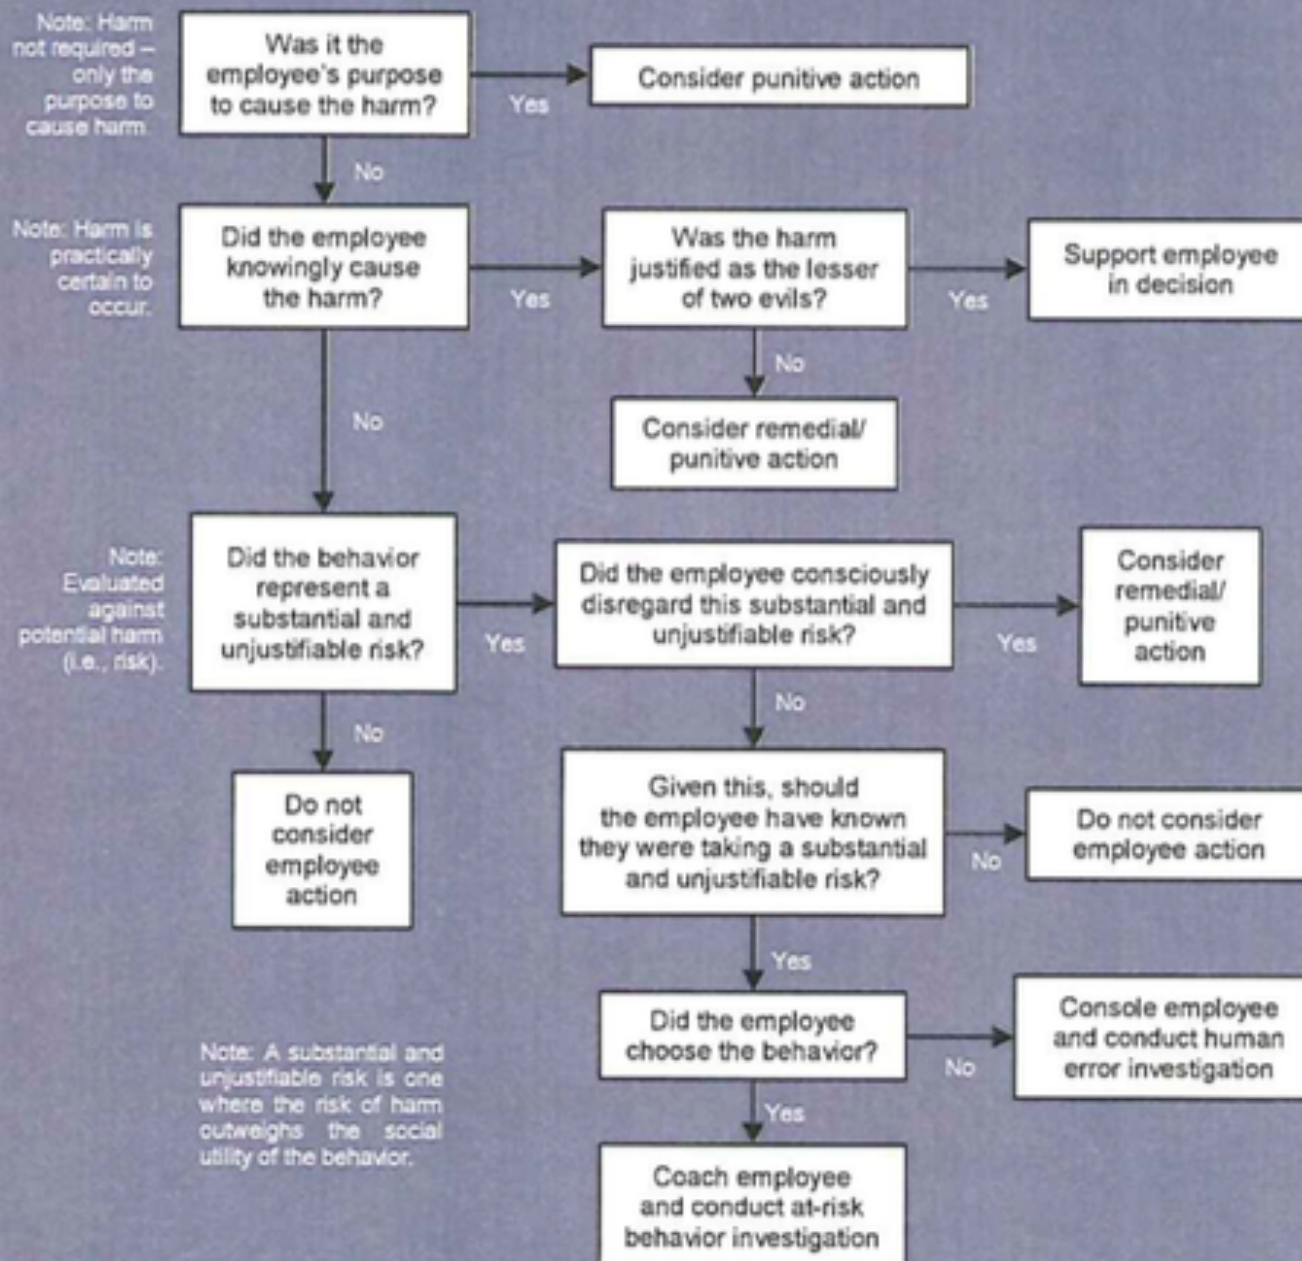 Note: Harm
not required –
only the
purpose to
cause harm.
Was it the
employee's purpose
to cause the harm?
Yes
Consider punitive action
No
Note: Harm is
practically
certain to
occur.
Did the employee
knowingly cause
the harm?
Yes
Was the harm
justified as the lesser
of two evils?
Yes
Support employee
in decision
No
Consider remedial/
punitive action
No
Note:
Evaluated
against
potential harm
(i.e., risk).
Did the behavior
represent a
substantial and
unjustifiable risk?
Yes
Did the employee consciously
disregard this substantial and
unjustifiable risk?
Yes
Consider
remedial/
punitive
action
No
Do not
consider
employee
action
No
Given this, should
the employee have known
they were taking a substantial
and unjustifiable risk?
No
Do not consider
employee action
Yes
Did the employee
choose the behavior?
No
Console employee
and conduct human
error investigation
Yes
Coach employee
and conduct at-risk
behavior investigation
Note: A substantial and
unjustifiable risk is one
where the risk of harm
outweighs the social
utility of the behavior.